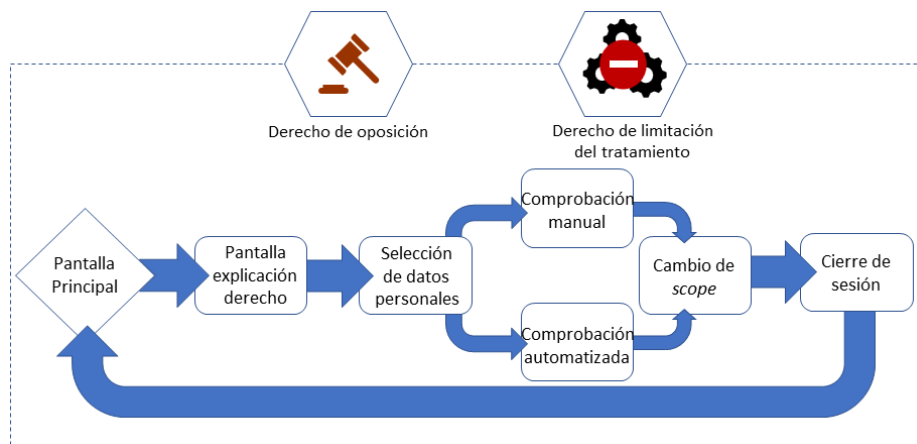 Derecho de oposición
Derecho de limitación
del tratamiento
Pantalla
Principal
Pantalla
explicación
derecho
Selección
de datos
personales
Comprobación
manual
Comprobación
automatizada
Cambio de
scope
Cierre de
sesión